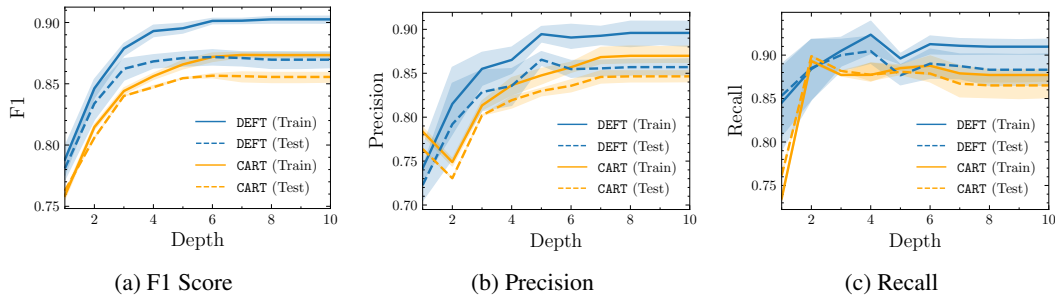 0.90
0.85
0.80
0.75
F1
2
4
6
8
10
Depth
DEFT (Train)
DEFT (Test)
CART (Train)
CART (Test)
(a) F1 Score
0.90
0.85
0.80
0.75
0.70
Precision
2
4
6
8
10
Depth
DEFT (Train)
DEFT (Test)
CART (Train)
CART (Test)
(b) Precision
0.90
0.85
0.80
0.75
Recall
2
4
6
8
10
Depth
DEFT (Train)
DEFT (Test)
CART (Train)
CART (Test)
(c) Recall